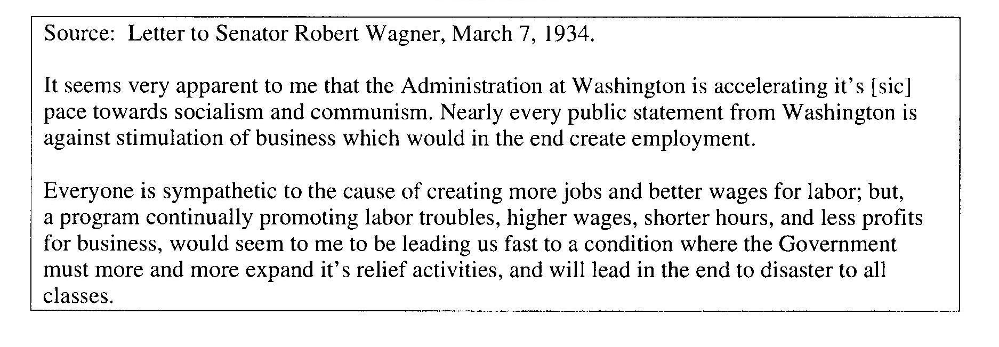 Source:  Letter to Senator Robert Wagner, March 7, 1934.
It seems very apparent to me that the Administration at Washington is accelerating it's [sic]
pace towards socialism and communism. Nearly every public statement from Washington is
against stimulation of business which would in the end create employment.
Everyone is sympathetic to the cause of creating more jobs and better wages for labor; but,
a program continually promoting labor troubles, higher wages, shorter hours, and less profits
for business, would seem to me to be leading us fast to a condition where the Government
must more and more expand it's relief activities, and will lead in the end to disaster to all
classes.